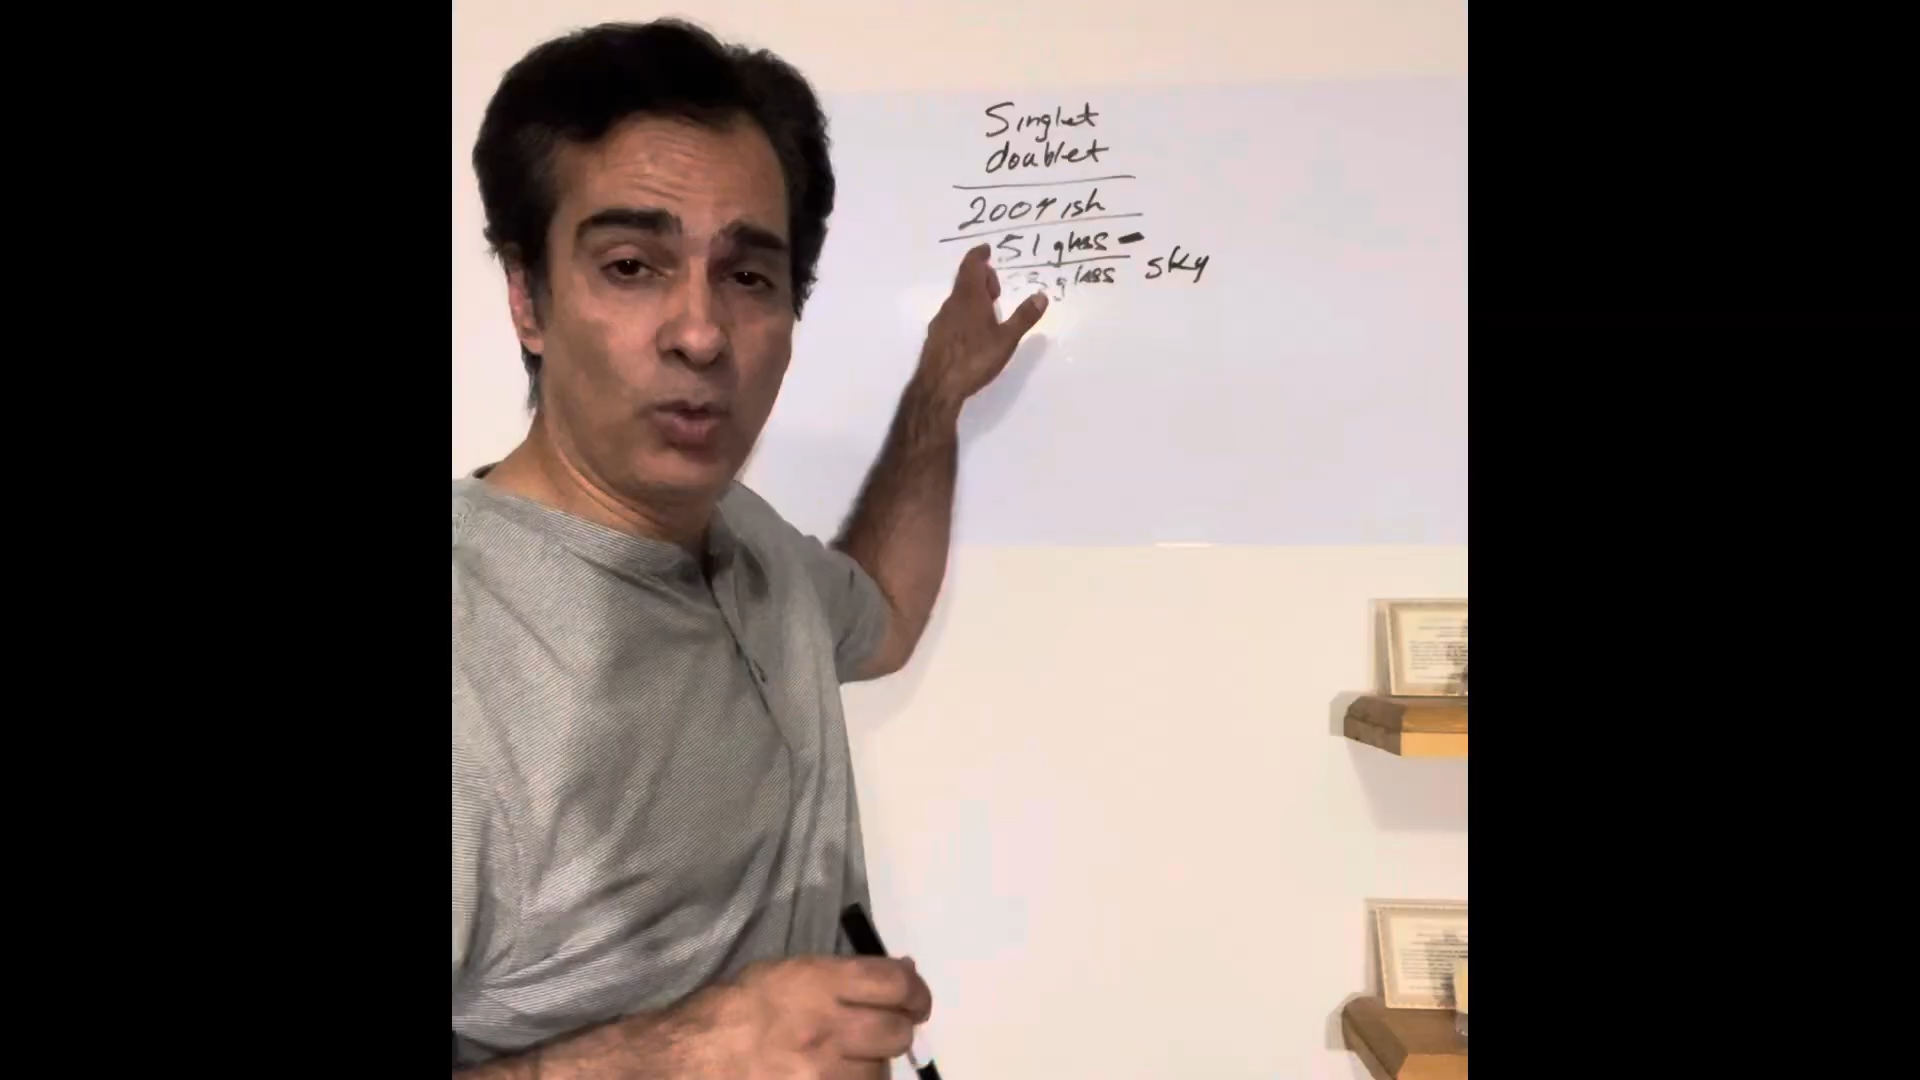 Singlet
doublet
2004 ish
51 glass -
glass sky